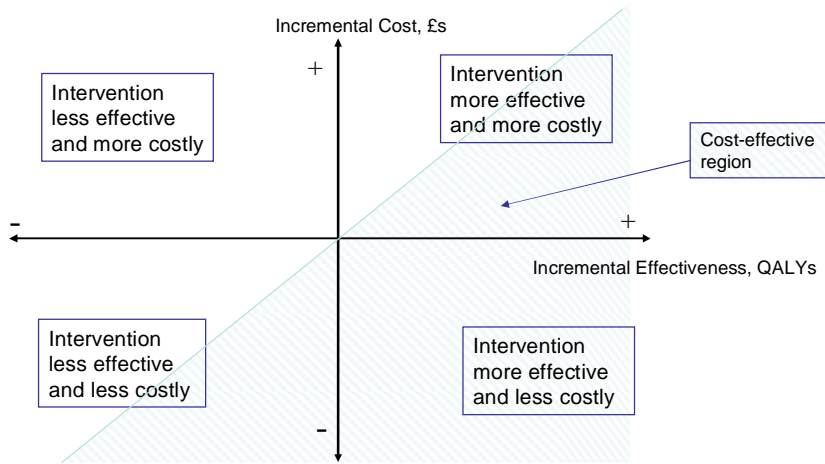 Incremental Cost, £s
+
Intervention
less effective
and more costly
Intervention
more effective
and more costly
Cost-effective
region
-
+
Incremental Effectiveness, QALYs
Intervention
less effective
and less costly
Intervention
more effective
and less costly
-